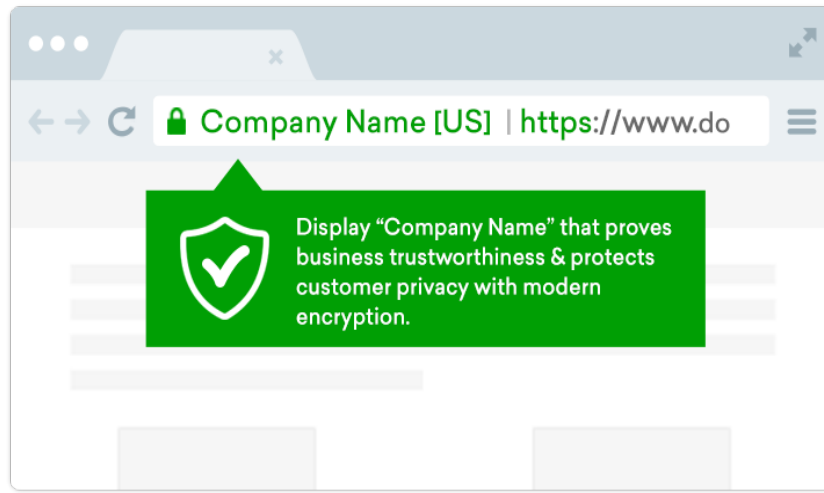 Company Name [US] | https://www.do
Display “Company Name” that proves
business trustworthiness & protects
customer privacy with modern
encryption.